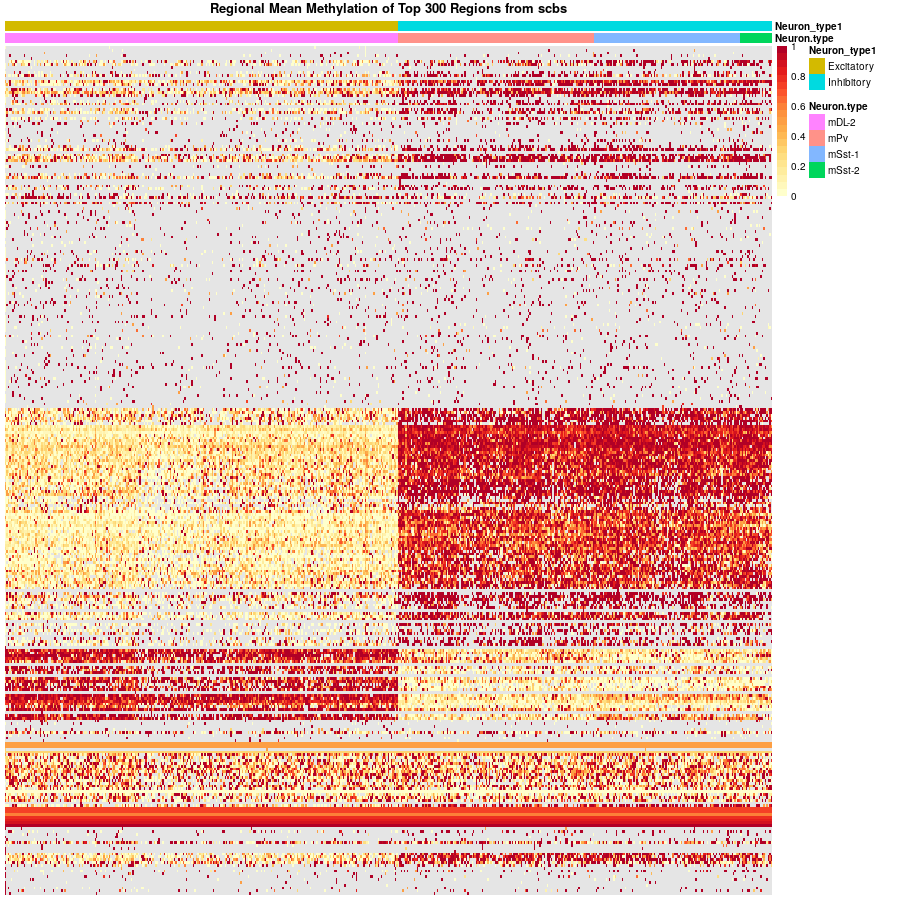 Regional Mean Methylation of Top 300 Regions from scbs
Neuron_type1
Neuron.type
1
0.8
0.6
0.4
0.2
0
Neuron_type1
Excitatory
Inhibitory
Neuron.type
mDL-2
mPv
mSst-1
mSst-2